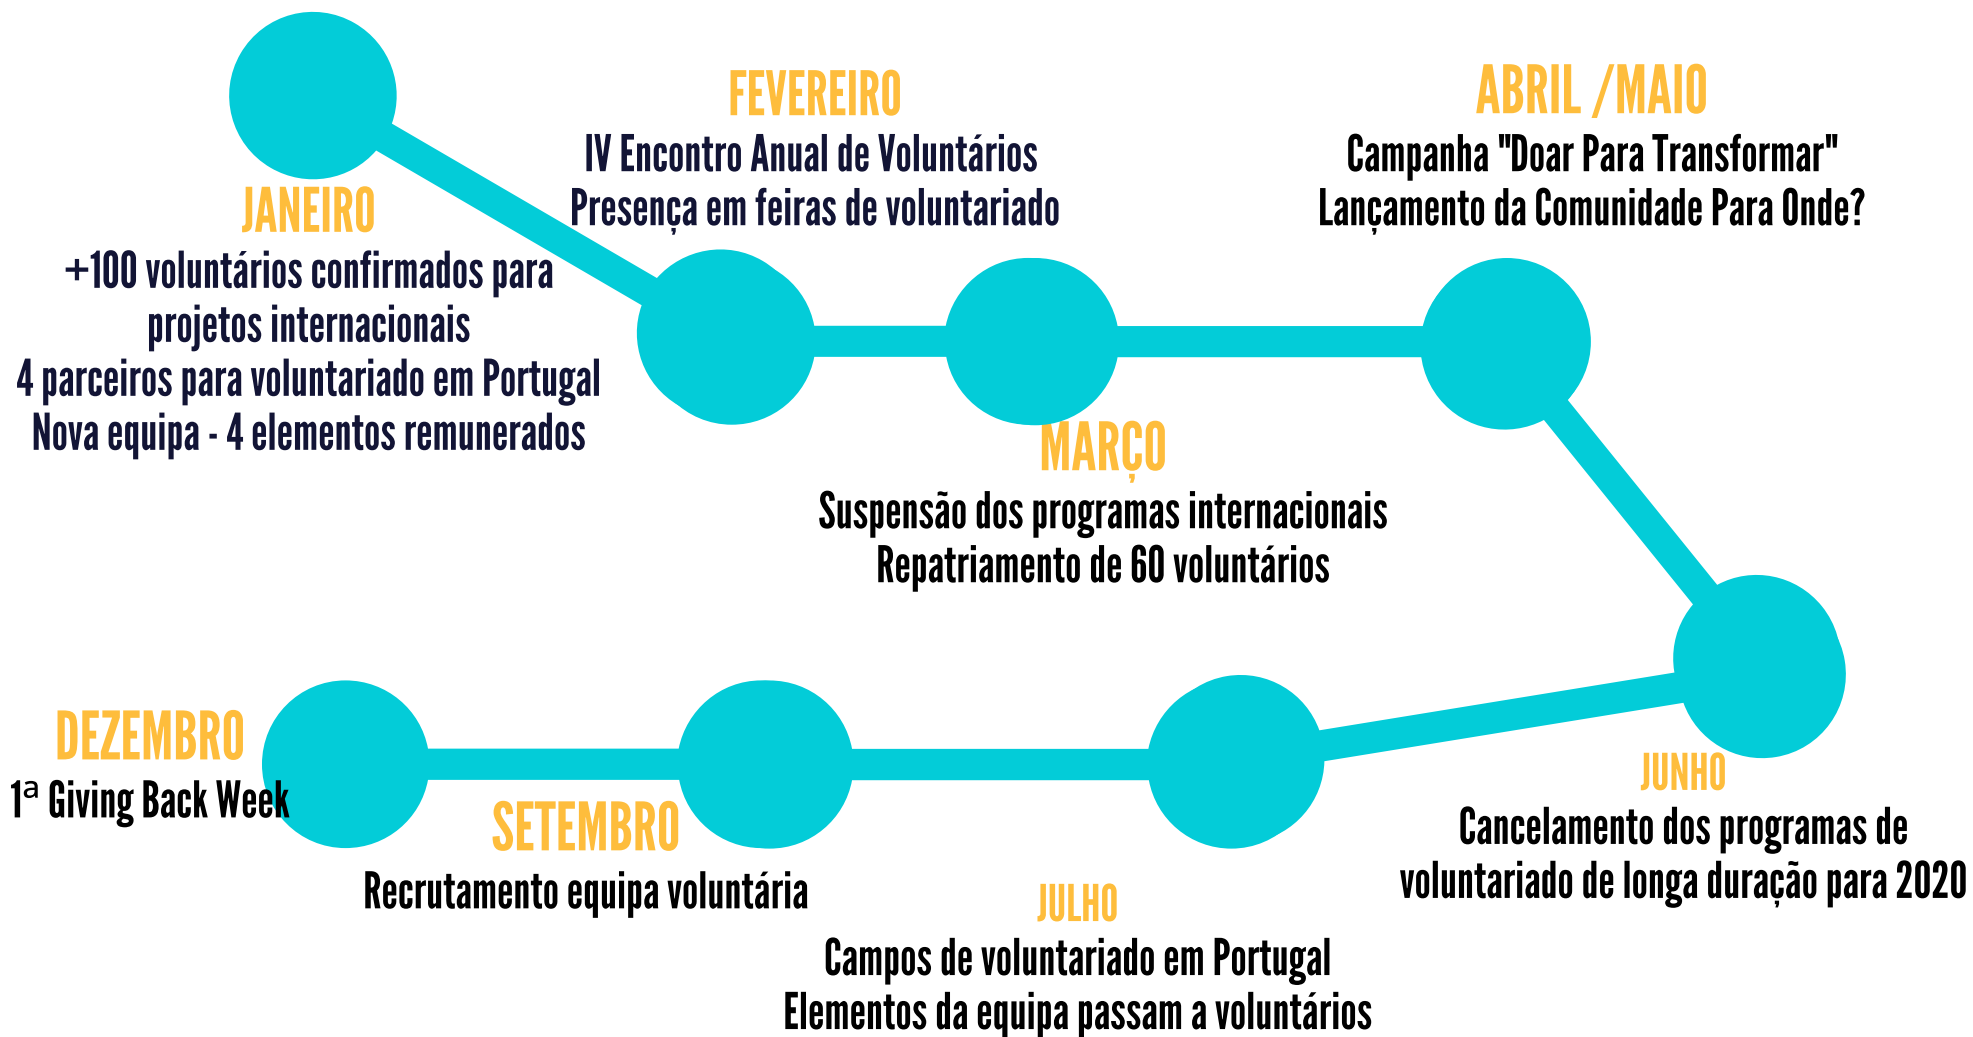 JANEIRO
+100 voluntários confirmados para
projetos internacionais
4 parceiros para voluntariado em Portugal
Nova equipa - 4 elementos remunerados
FEVEREIRO
IV Encontro Anual de Voluntários
Presença em feiras de voluntariado
MARÇO
Suspensão dos programas internacionais
Repatriamento de 60 voluntários
ABRIL /MAIO
Campanha "Doar Para Transformar"
Lançamento da Comunidade Para Onde?
JUNHO
Cancelamento dos programas de
voluntariado de longa duração para 2020
JULHO
Campos de voluntariado em Portugal
Elementos da equipa passam a voluntários
SETEMBRO
Recrutamento equipa voluntária
DEZEMBRO
1ª Giving Back Week